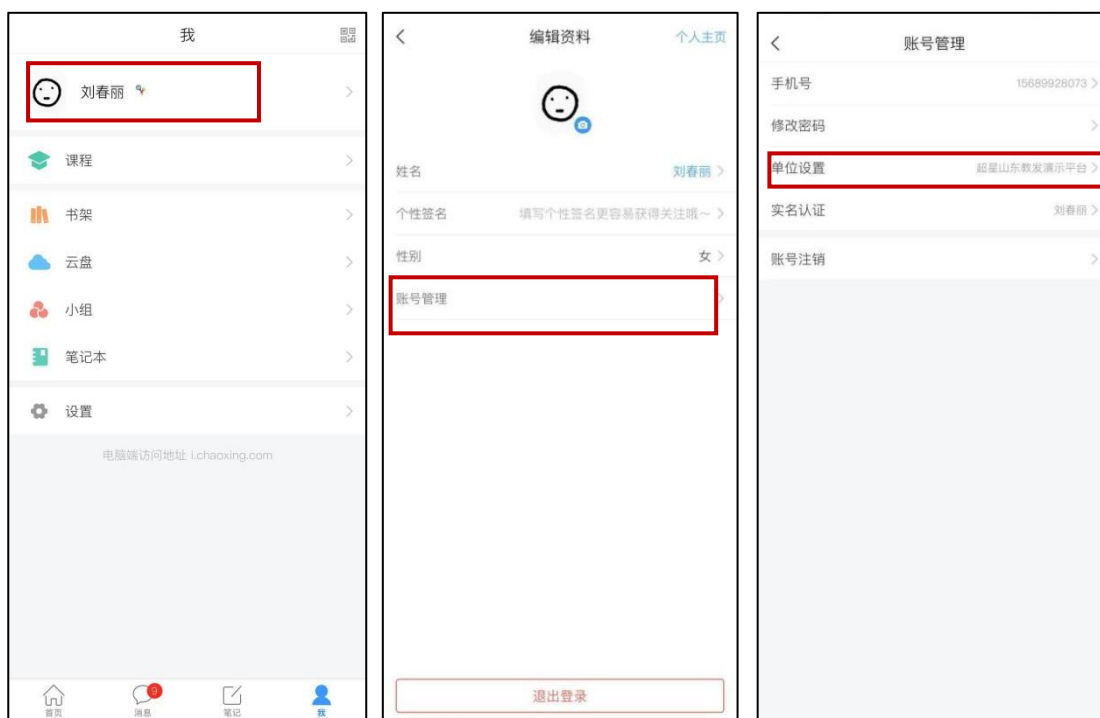 我
刘春丽
课程
书架
云盘
小组
笔记本
设置
电脑端访问地址 i.chaoxing.com
首页
9
消息
笔记
我
编辑资料
个人主页
姓名
刘春丽
个性签名
填写个性签名更容易获得关注哦～
性别
女
账号管理
退出登录
账号管理
手机号
15689928073
修改密码
单位设置
超星山东教发演示平台
实名认证
刘春丽
账号注销